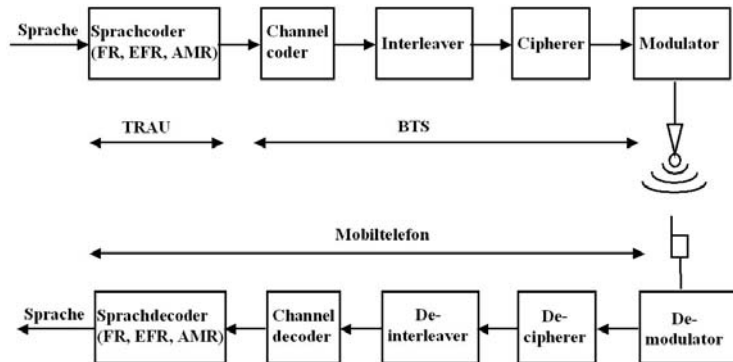 Sprache
Sprachcoder
(FR, EFR, AMR)
Channel
coder
Interleaver
Cipherer
Modulator
TRAU
BTS
Mobiltelefon
Sprache
Sprachdecoder
(FR, EFR, AMR)
Channel
decoder
De-
interleaver
De-
cipherer
De-
modulator